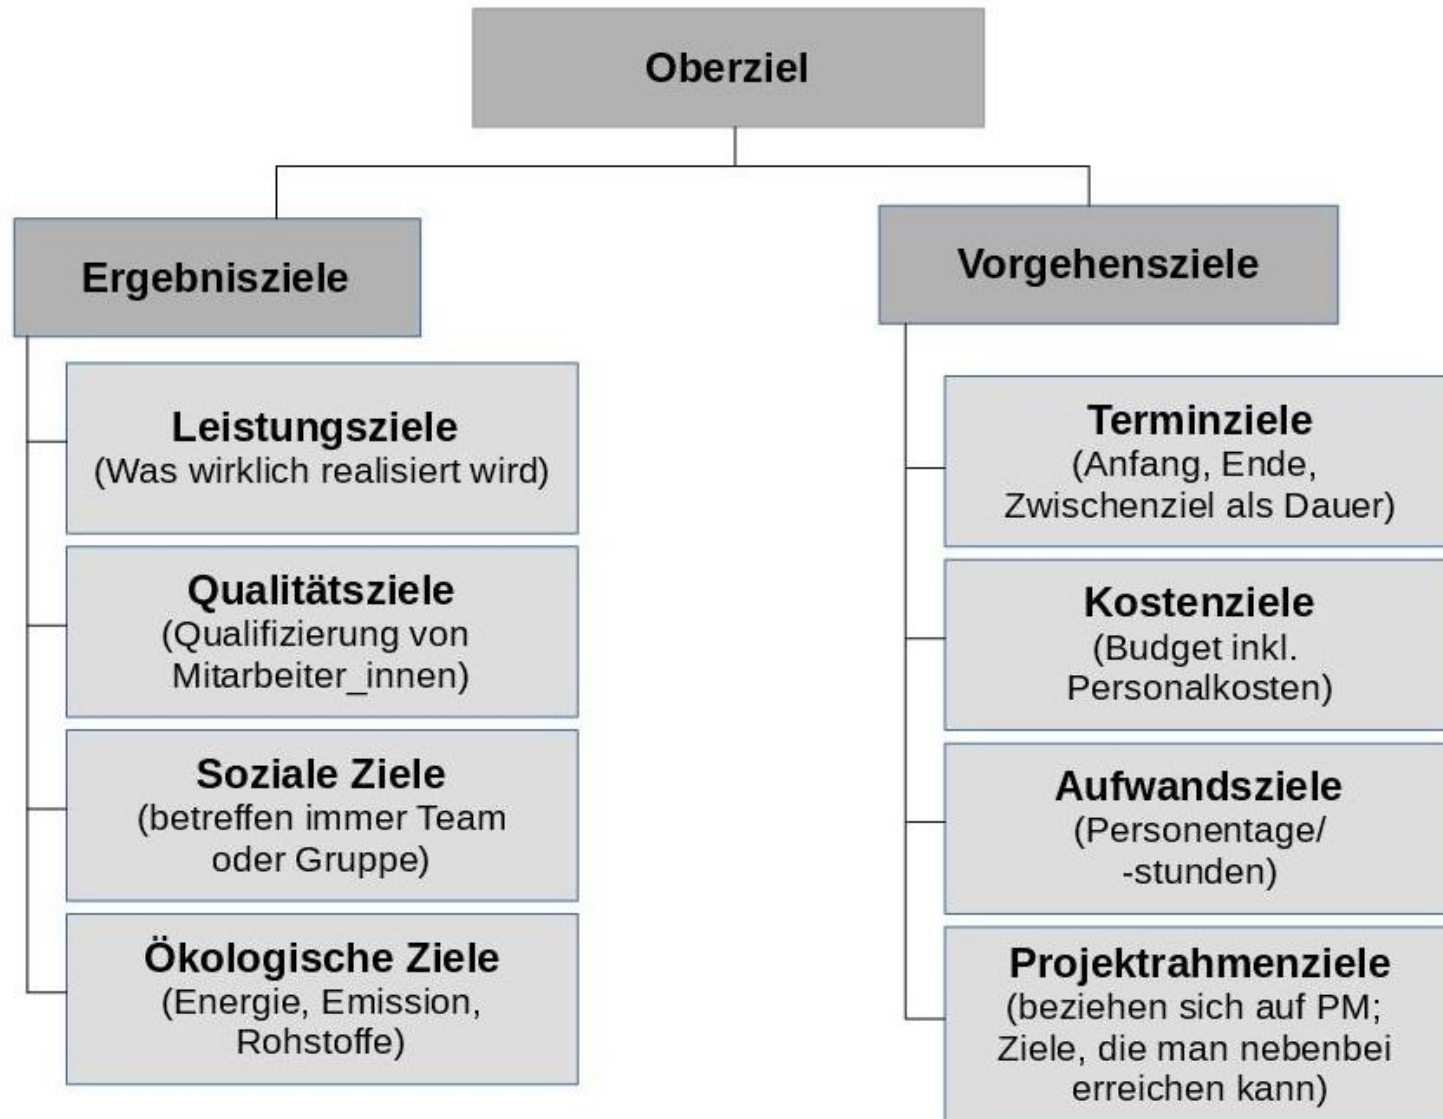 Oberziel
Ergebnisziele
Leistungsziele
(Was wirklich realisiert wird)
Qualitätsziele
(Qualifizierung von
Mitarbeiter_innen)
Soziale Ziele
(betreffen immer Team
oder Gruppe)
Ökologische Ziele
(Energie, Emission,
Rohstoffe)
Vorgehensziele
Terminziele
(Anfang, Ende,
Zwischenziel als Dauer)
Kostenziele
(Budget inkl.
Personalkosten)
Aufwandsziele
(Personentage/
-stunden)
Projektrahmenziele
(beziehen sich auf PM;
Ziele, die man nebenbei
erreichen kann)